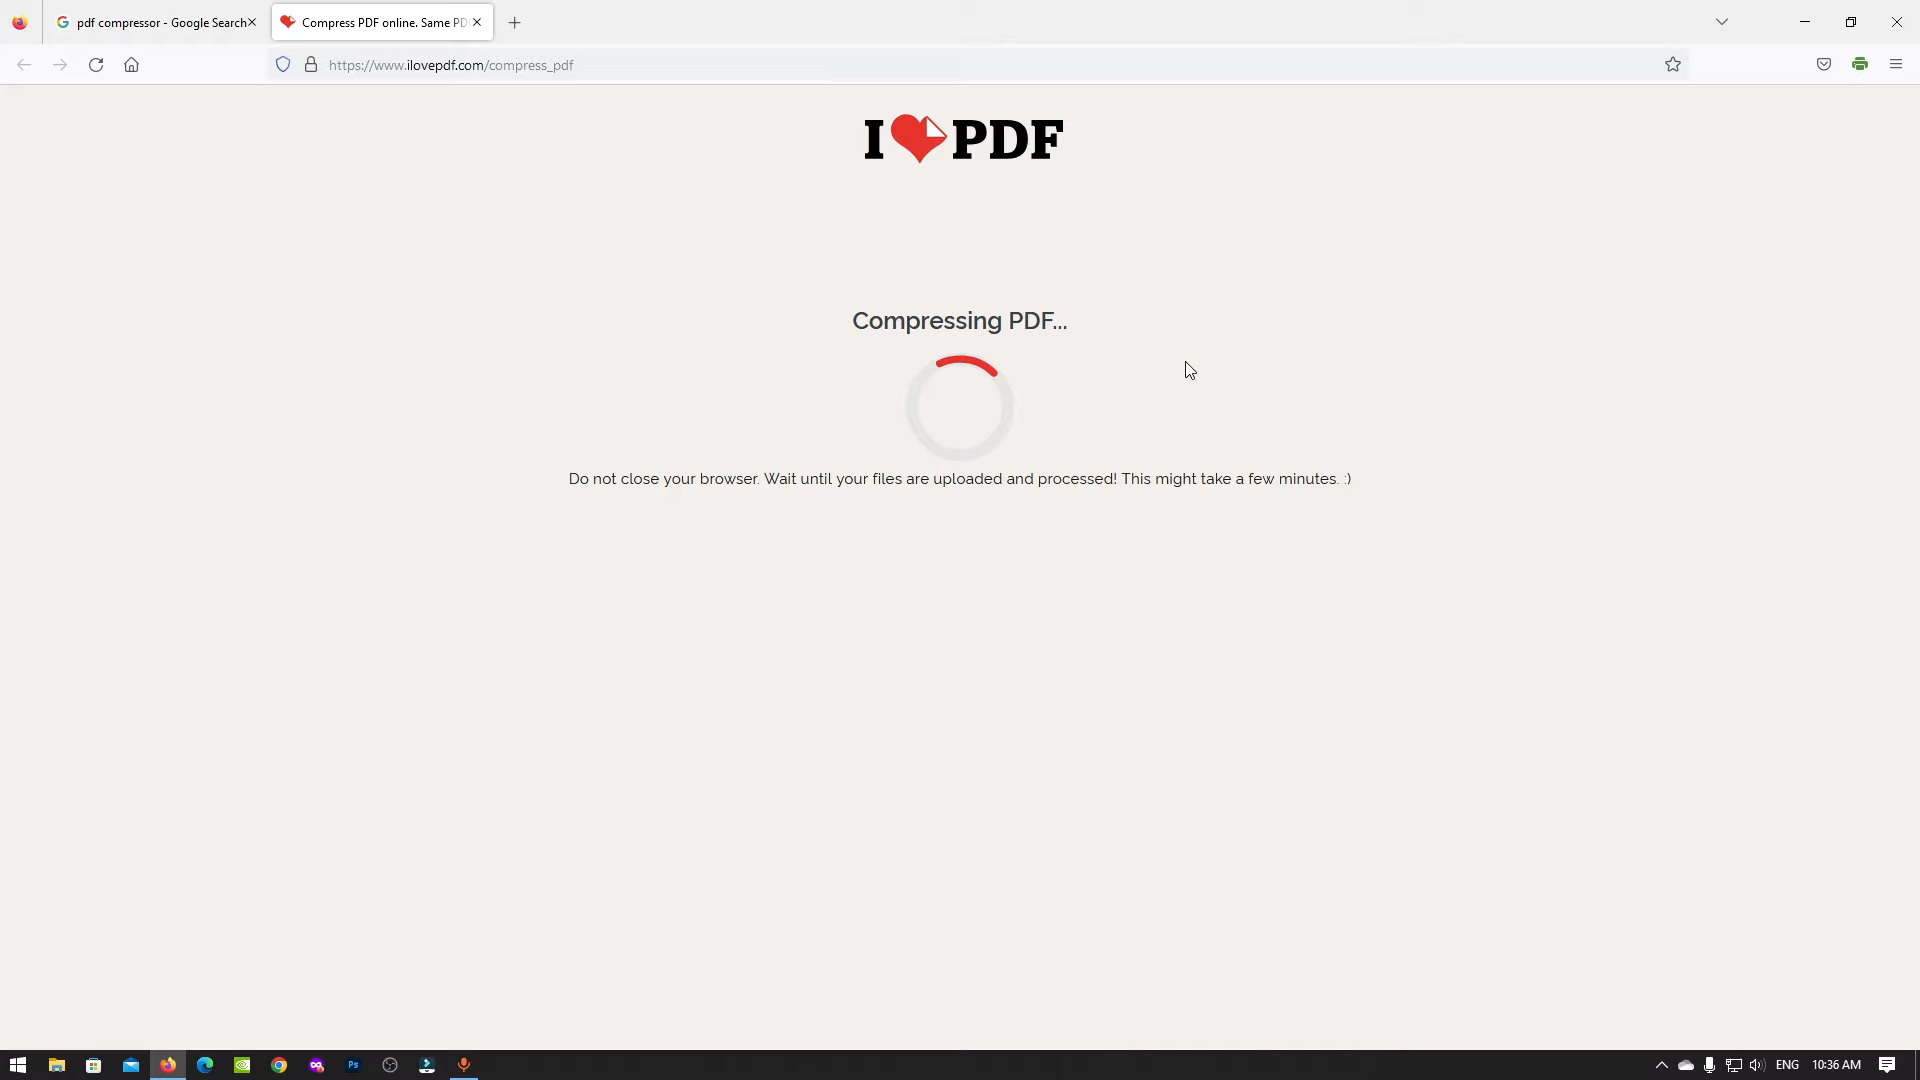 pdf compressor - Google Search
Compress PDF online. Same PD
https://www.ilovepdf.com/compress_pdf
I PDF
Compressing PDF...
Do not close your browser. Wait until your files are uploaded and processed! This might take a few minutes. :)
Ps
ENG
10:36 AM